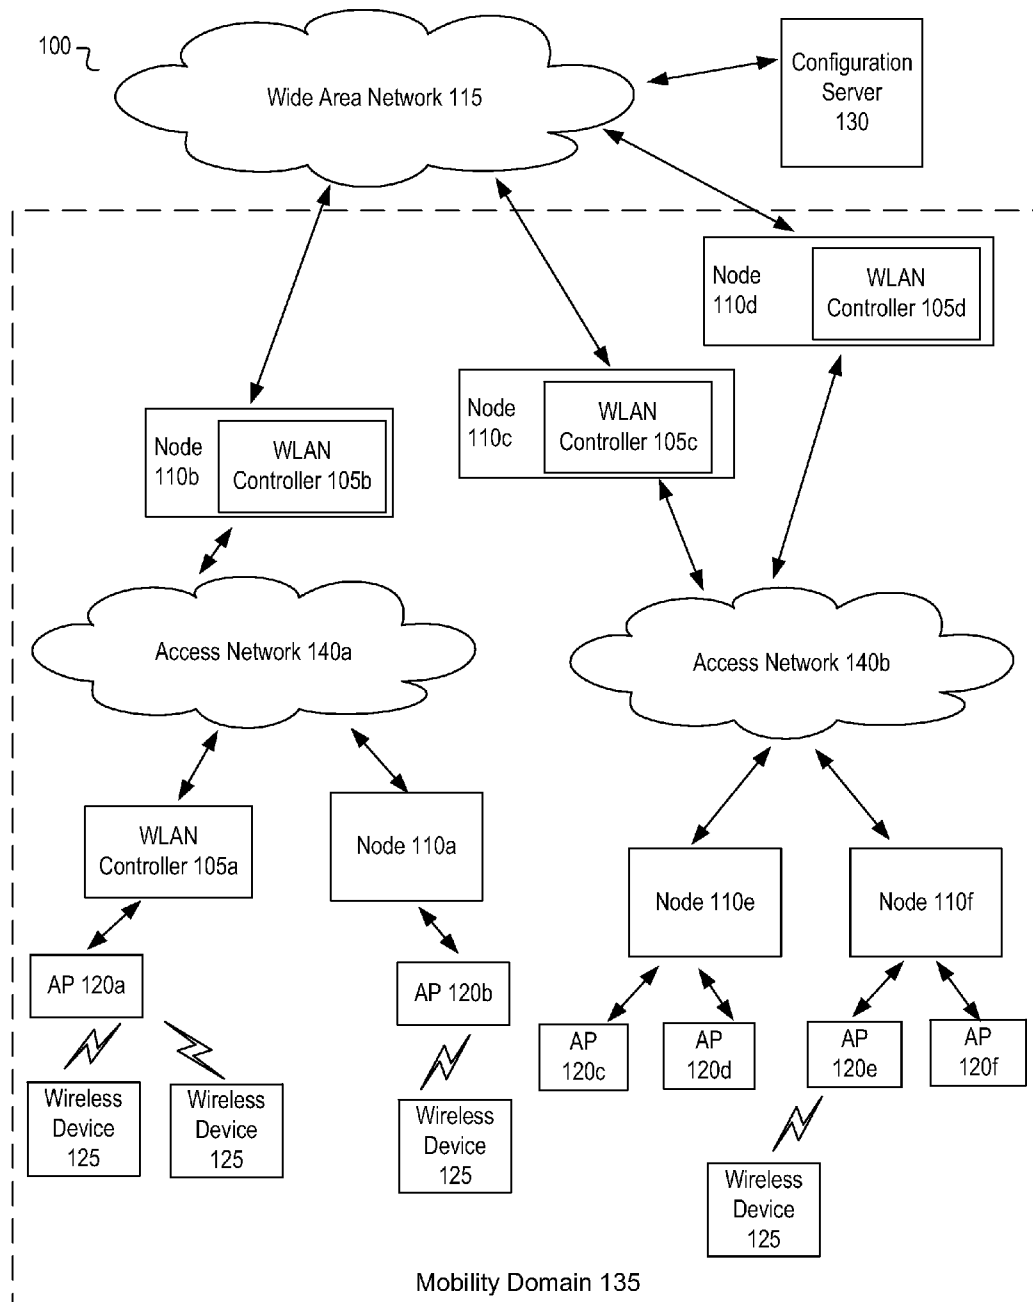 100
Wide Area Network 115
Configuration
Server
130
Node
110d
WLAN
Controller 105d
Node
110c
WLAN
Controller 105c
Node
110b
WLAN
Controller 105b
Access Network 140a
Access Network 140b
WLAN
Controller 105a
Node 110a
Node 110e
Node 110f
AP 120a
AP 120b
AP
120c
AP
120d
AP
120e
AP
120f
Wireless
Device
125
Wireless
Device
125
Wireless
Device
125
Wireless
Device
125
Mobility Domain 135